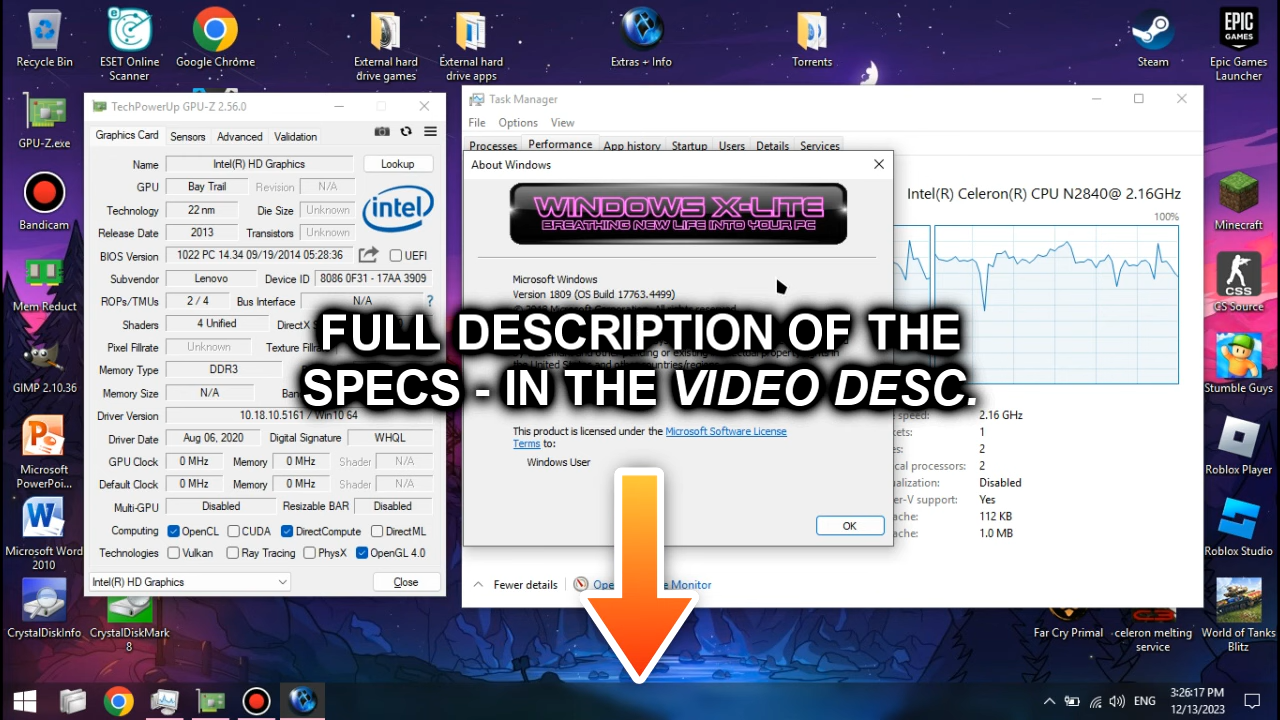 Recycle Bin
ESET Online
Scanner
Google Chrome
External hard
drive games
External hard
drive apps
Extras + Info
Torrents
Steam
EPIC
GAMES
Epic Games
Launcher
GPU-Z.exe
Bandicam
Mem Reduct
GIMP 2.10.36
Microsoft
PowerPoi...
Microsoft Word
2010
CrystalDiskInfo
CrystalDiskMark
8
TechPowerUp GPU-Z 2.56.0
Graphics Card Sensors Advanced Validation
Name Intel(R) HD Graphics Lookup
GPU Bay Trail Revision N/A
intel
Technology 22 nm Die Size Unknown
Release Date 2013 Transistors Unknown
BIOS Version 1022 PC 14.34 09/19/2014 05:28:36 UEFI
Subvendor Lenovo Device ID 8086 0F31 - 17AA 3909
ROPs/TMUs 2 / 4 Bus Interface N/A ?
Shaders 4 Unified DirectX
Pixel Fillrate Unknown Texture Fillrate
Memory Type DDR3
Memory Size N/A
Driver Version 10.18.10.5161 / Win10 64
Driver Date Aug 06, 2020 Digital Signature WHQL
GPU Clock 0 MHz Memory 0 MHz Shader N/A
Default Clock 0 MHz Memory 0 MHz Shader N/A
Multi-GPU Disabled Resizable BAR Disabled
Computing OpenCL CUDA DirectCompute DirectML
Technologies Vulkan Ray Tracing PhysX OpenGL 4.0
Intel(R) HD Graphics Close
Task Manager
File Options View
Processes Performance App history Startup Users Details Services
Intel(R) Celeron(R) CPU N2840@ 2.16GHz
100%
About Windows
WINDOWS X-LITE
BREATHING NEW LIFE INTO YOUR PC
Microsoft Windows
Version 1809 (OS Build 17763.4499)
FULL DESCRIPTION OF THE
SPECS - IN THE VIDEO DESC.
This product is licensed under the Microsoft Software License
Terms to:
Windows User
OK
speed: 2.16 GHz
kets: 1
2
cal processors: 2
ualization: Disabled
er-V support: Yes
ache: 112 KB
ache: 1.0 MB
Fewer details Monitor
Minecraft
CSS
CS Source
Stumble Guys
Roblox Player
Roblox Studio
Far Cry Primal
celeron melting
service
World of Tanks
Blitz
ENG
3:26:17 PM
12/13/2023